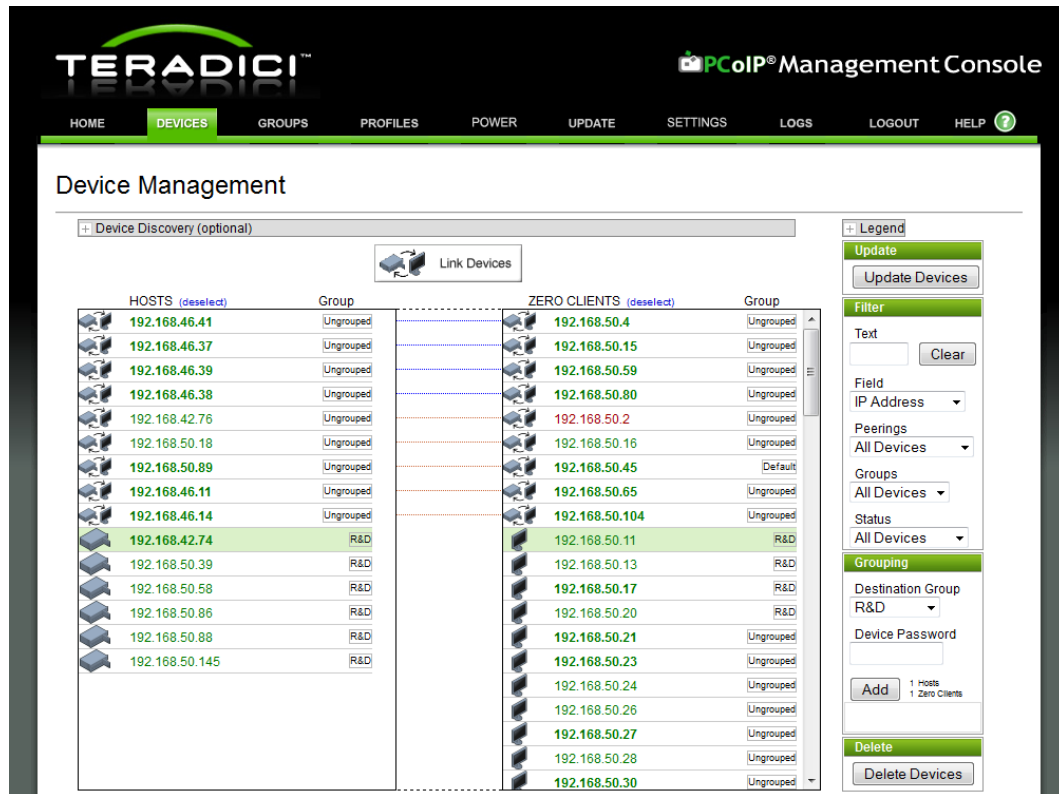 TERADICI™
PCoIP® Management Console
HOME DEVICES GROUPS PROFILES POWER UPDATE SETTINGS LOGS LOGOUT HELP ?
Device Management
+ Device Discovery (optional)
+ Legend
Link Devices
Update
Update Devices
HOSTS (deselect) Group ZERO CLIENTS (deselect) Group
192.168.46.41 Ungrouped 192.168.50.4 Ungrouped
192.168.46.37 Ungrouped 192.168.50.15 Ungrouped
192.168.46.39 Ungrouped 192.168.50.59 Ungrouped
192.168.46.38 Ungrouped 192.168.50.80 Ungrouped
192.168.42.76 Ungrouped 192.168.50.2 Ungrouped
192.168.50.18 Ungrouped 192.168.50.16 Ungrouped
192.168.50.89 Ungrouped 192.168.50.45 Default
192.168.46.11 Ungrouped 192.168.50.65 Ungrouped
192.168.46.14 Ungrouped 192.168.50.104 Ungrouped
192.168.42.74 R&D 192.168.50.11 R&D
192.168.50.39 R&D 192.168.50.13 R&D
192.168.50.58 R&D 192.168.50.17 R&D
192.168.50.86 R&D 192.168.50.20 R&D
192.168.50.88 R&D 192.168.50.21 Ungrouped
192.168.50.145 R&D 192.168.50.23 Ungrouped
192.168.50.24 Ungrouped
192.168.50.26 Ungrouped
192.168.50.27 Ungrouped
192.168.50.28 Ungrouped
192.168.50.30 Ungrouped
Filter
Text
Clear
Field
IP Address
Peerings
All Devices
Groups
All Devices
Status
All Devices
Grouping
Destination Group
R&D
Device Password
Add
1 Hosts
1 Zero Clients
Delete
Delete Devices